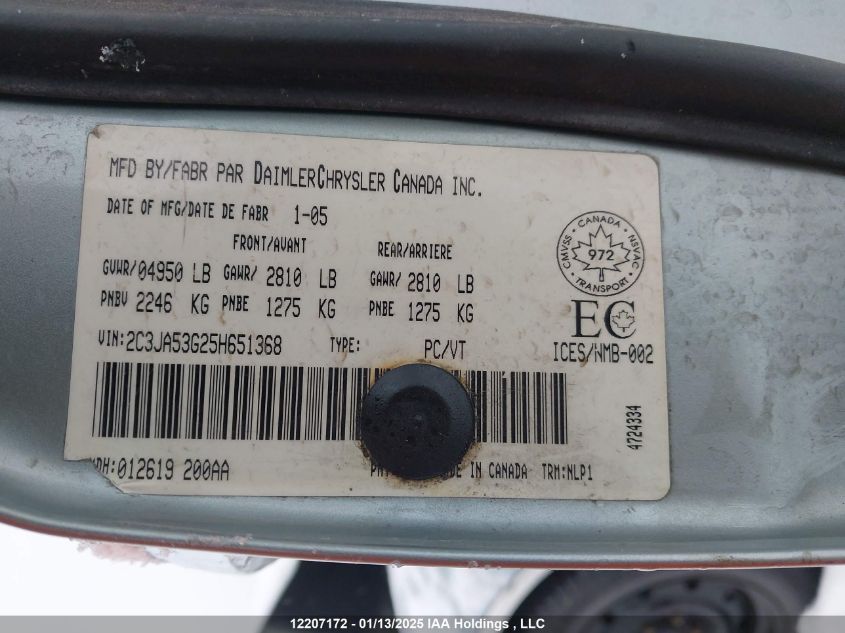 MFD BY/FABR PAR DAIMLERCHRYSLER CANADA INC.
DATE OF MFG/DATE DE FABR 1-05
FRONT/AVANT REAR/ARRIERE
GVWR/04950 LB GAWR/ 2810 LB GAWR/ 2810 LB
PNBV 2246 KG PNBE 1275 KG PNBE 1275 KG
VIN:2C3JA53G25H651368 TYPE: PC/VT
CANADA
CMVSS 972 NSVAC
TRANSPORT
EC
ICES/NMB-002
4724334
MDH:012619 200AA IN CANADA TRM:NLP1
12207172 - 01/13/2025 IAA Holdings , LLC